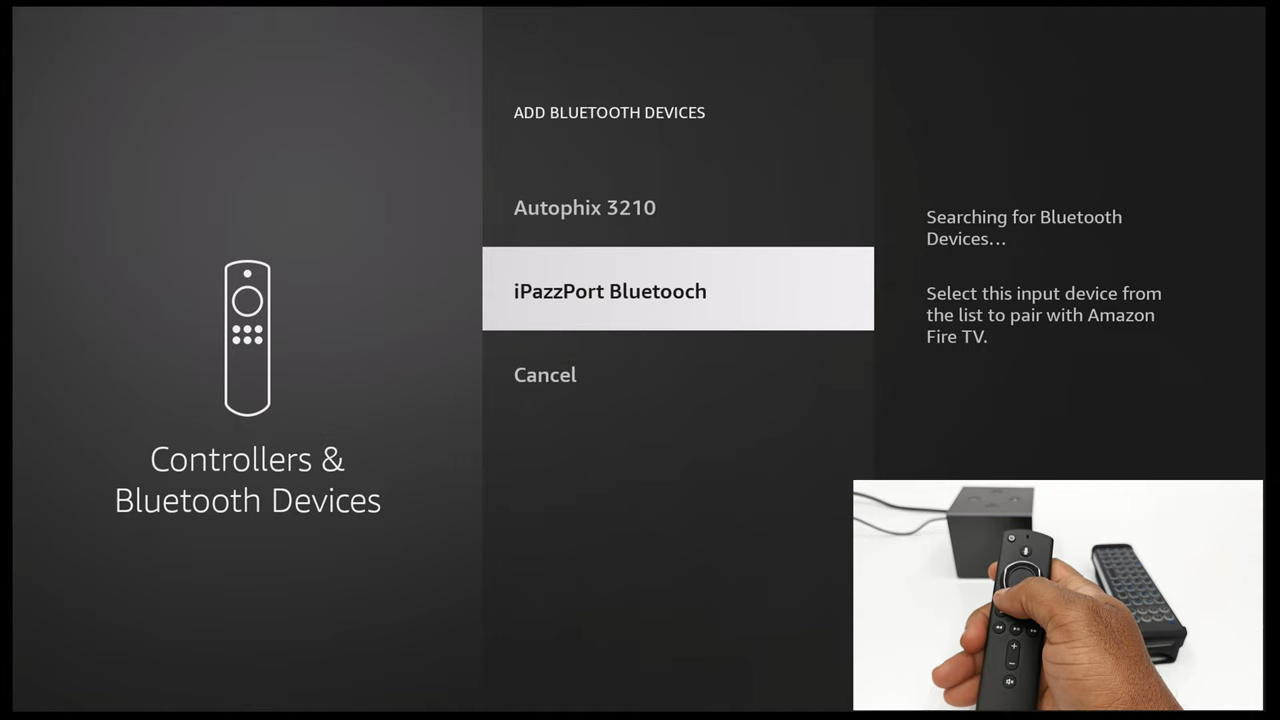 ADD BLUETOOTH DEVICES
Autophix 3210
iPazzPort Bluetooch
Cancel
Controllers &
Bluetooth Devices
Searching for Bluetooth
Devices...
Select this input device from
the list to pair with Amazon
Fire TV.